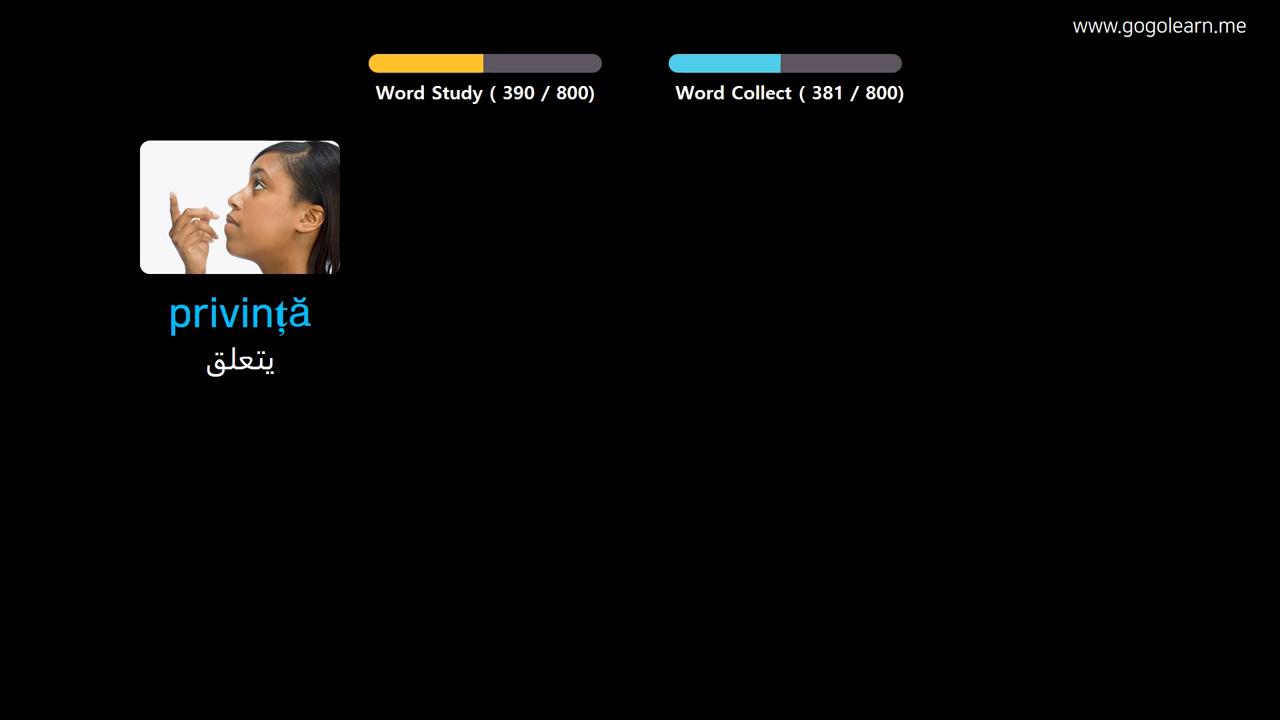 www.gogolearn.me
Word Study ( 390 / 800)
Word Collect ( 381 / 800)
privință
يتعلق